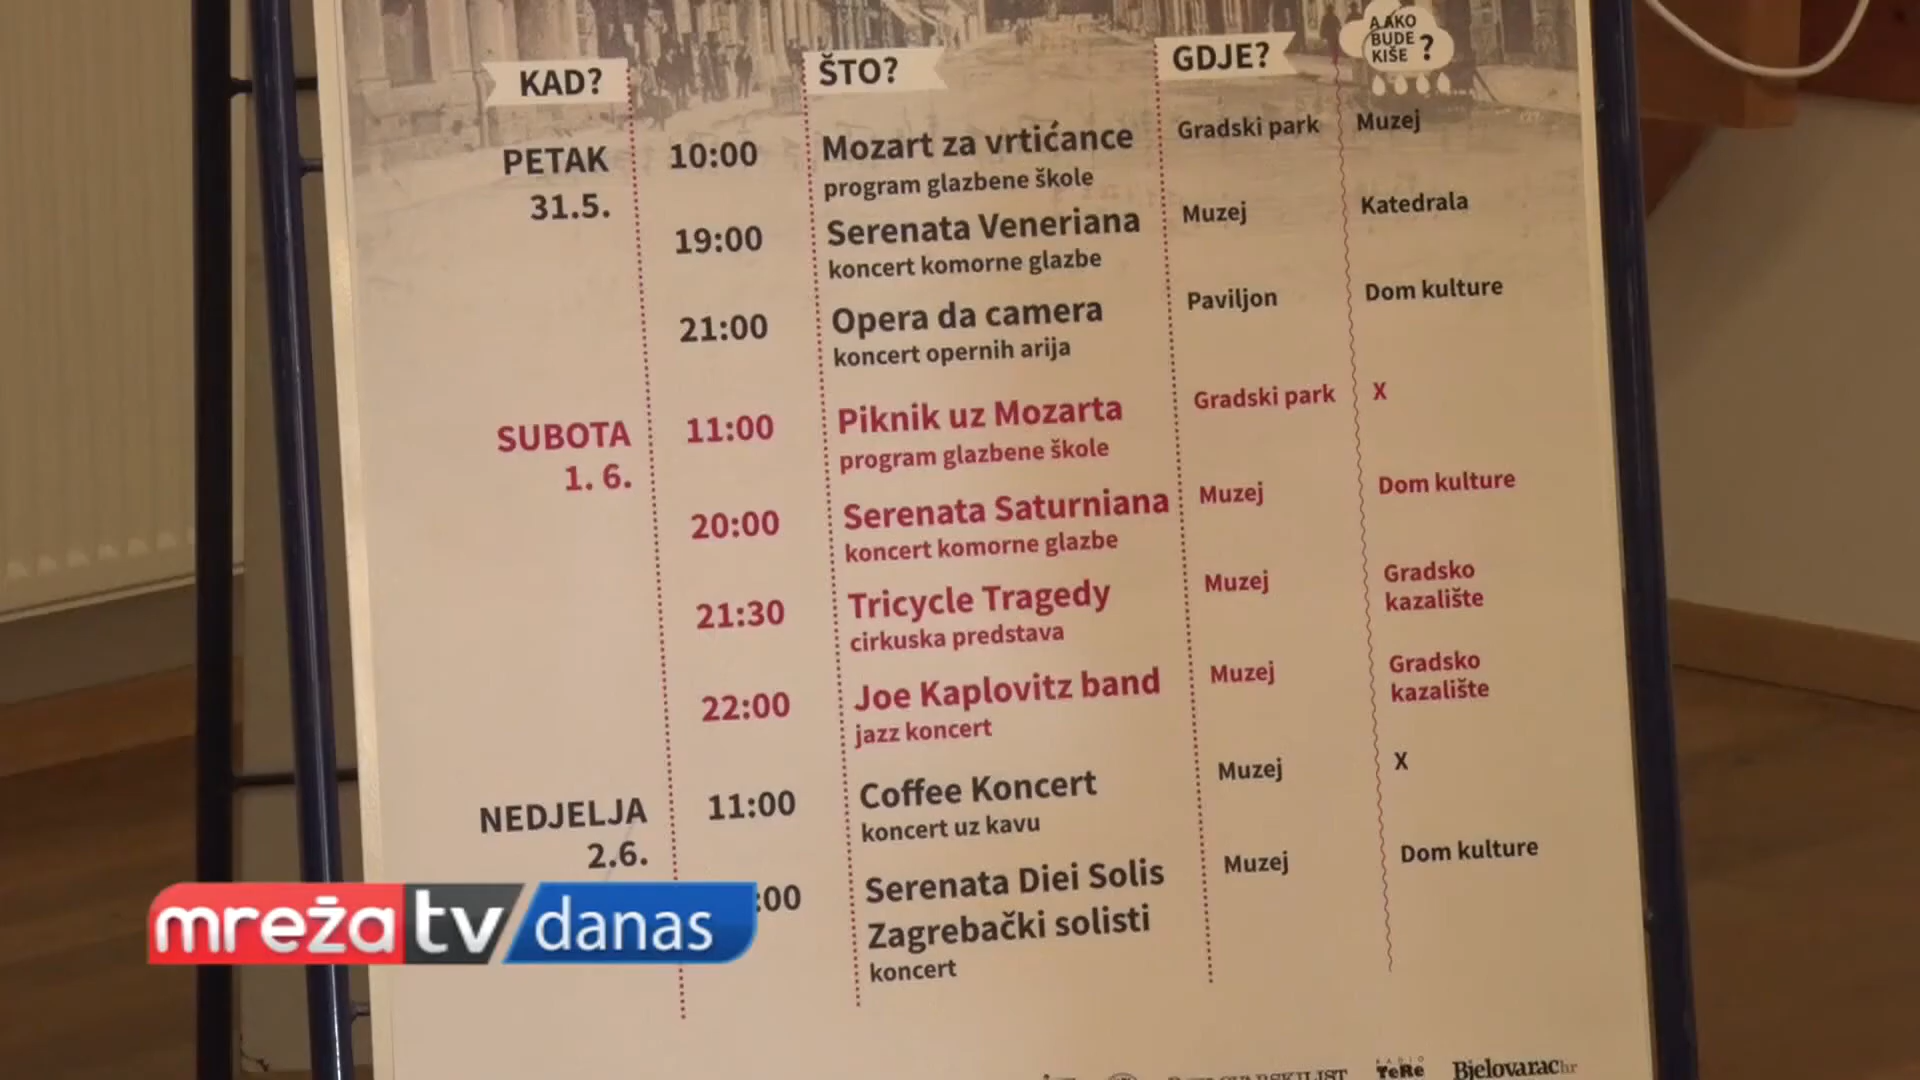 KAD? ŠTO? GDJE? A AKO BUDE KIŠE ?
PETAK 31.5.
10:00 Mozart za vrtićance Gradski park Muzej
program glazbene škole
19:00 Serenata Veneriana Muzej Katedrala
koncert komorne glazbe
21:00 Opera da camera Paviljon Dom kulture
koncert opernih arija
SUBOTA 1. 6.
11:00 Piknik uz Mozarta Gradski park X
program glazbene škole
20:00 Serenata Saturniana Muzej Dom kulture
koncert komorne glazbe
21:30 Tricycle Tragedy Muzej Gradsko kazalište
cirkuska predstava
22:00 Joe Kaplovitz band Muzej Gradsko kazalište
jazz koncert
NEDJELJA 2.6.
11:00 Coffee Koncert Muzej X
koncert uz kavu
:00 Serenata Diei Solis Muzej Dom kulture
Zagrebački solisti
koncert
mreža tv danas
RADIO TeRe Bjelovarac.hr